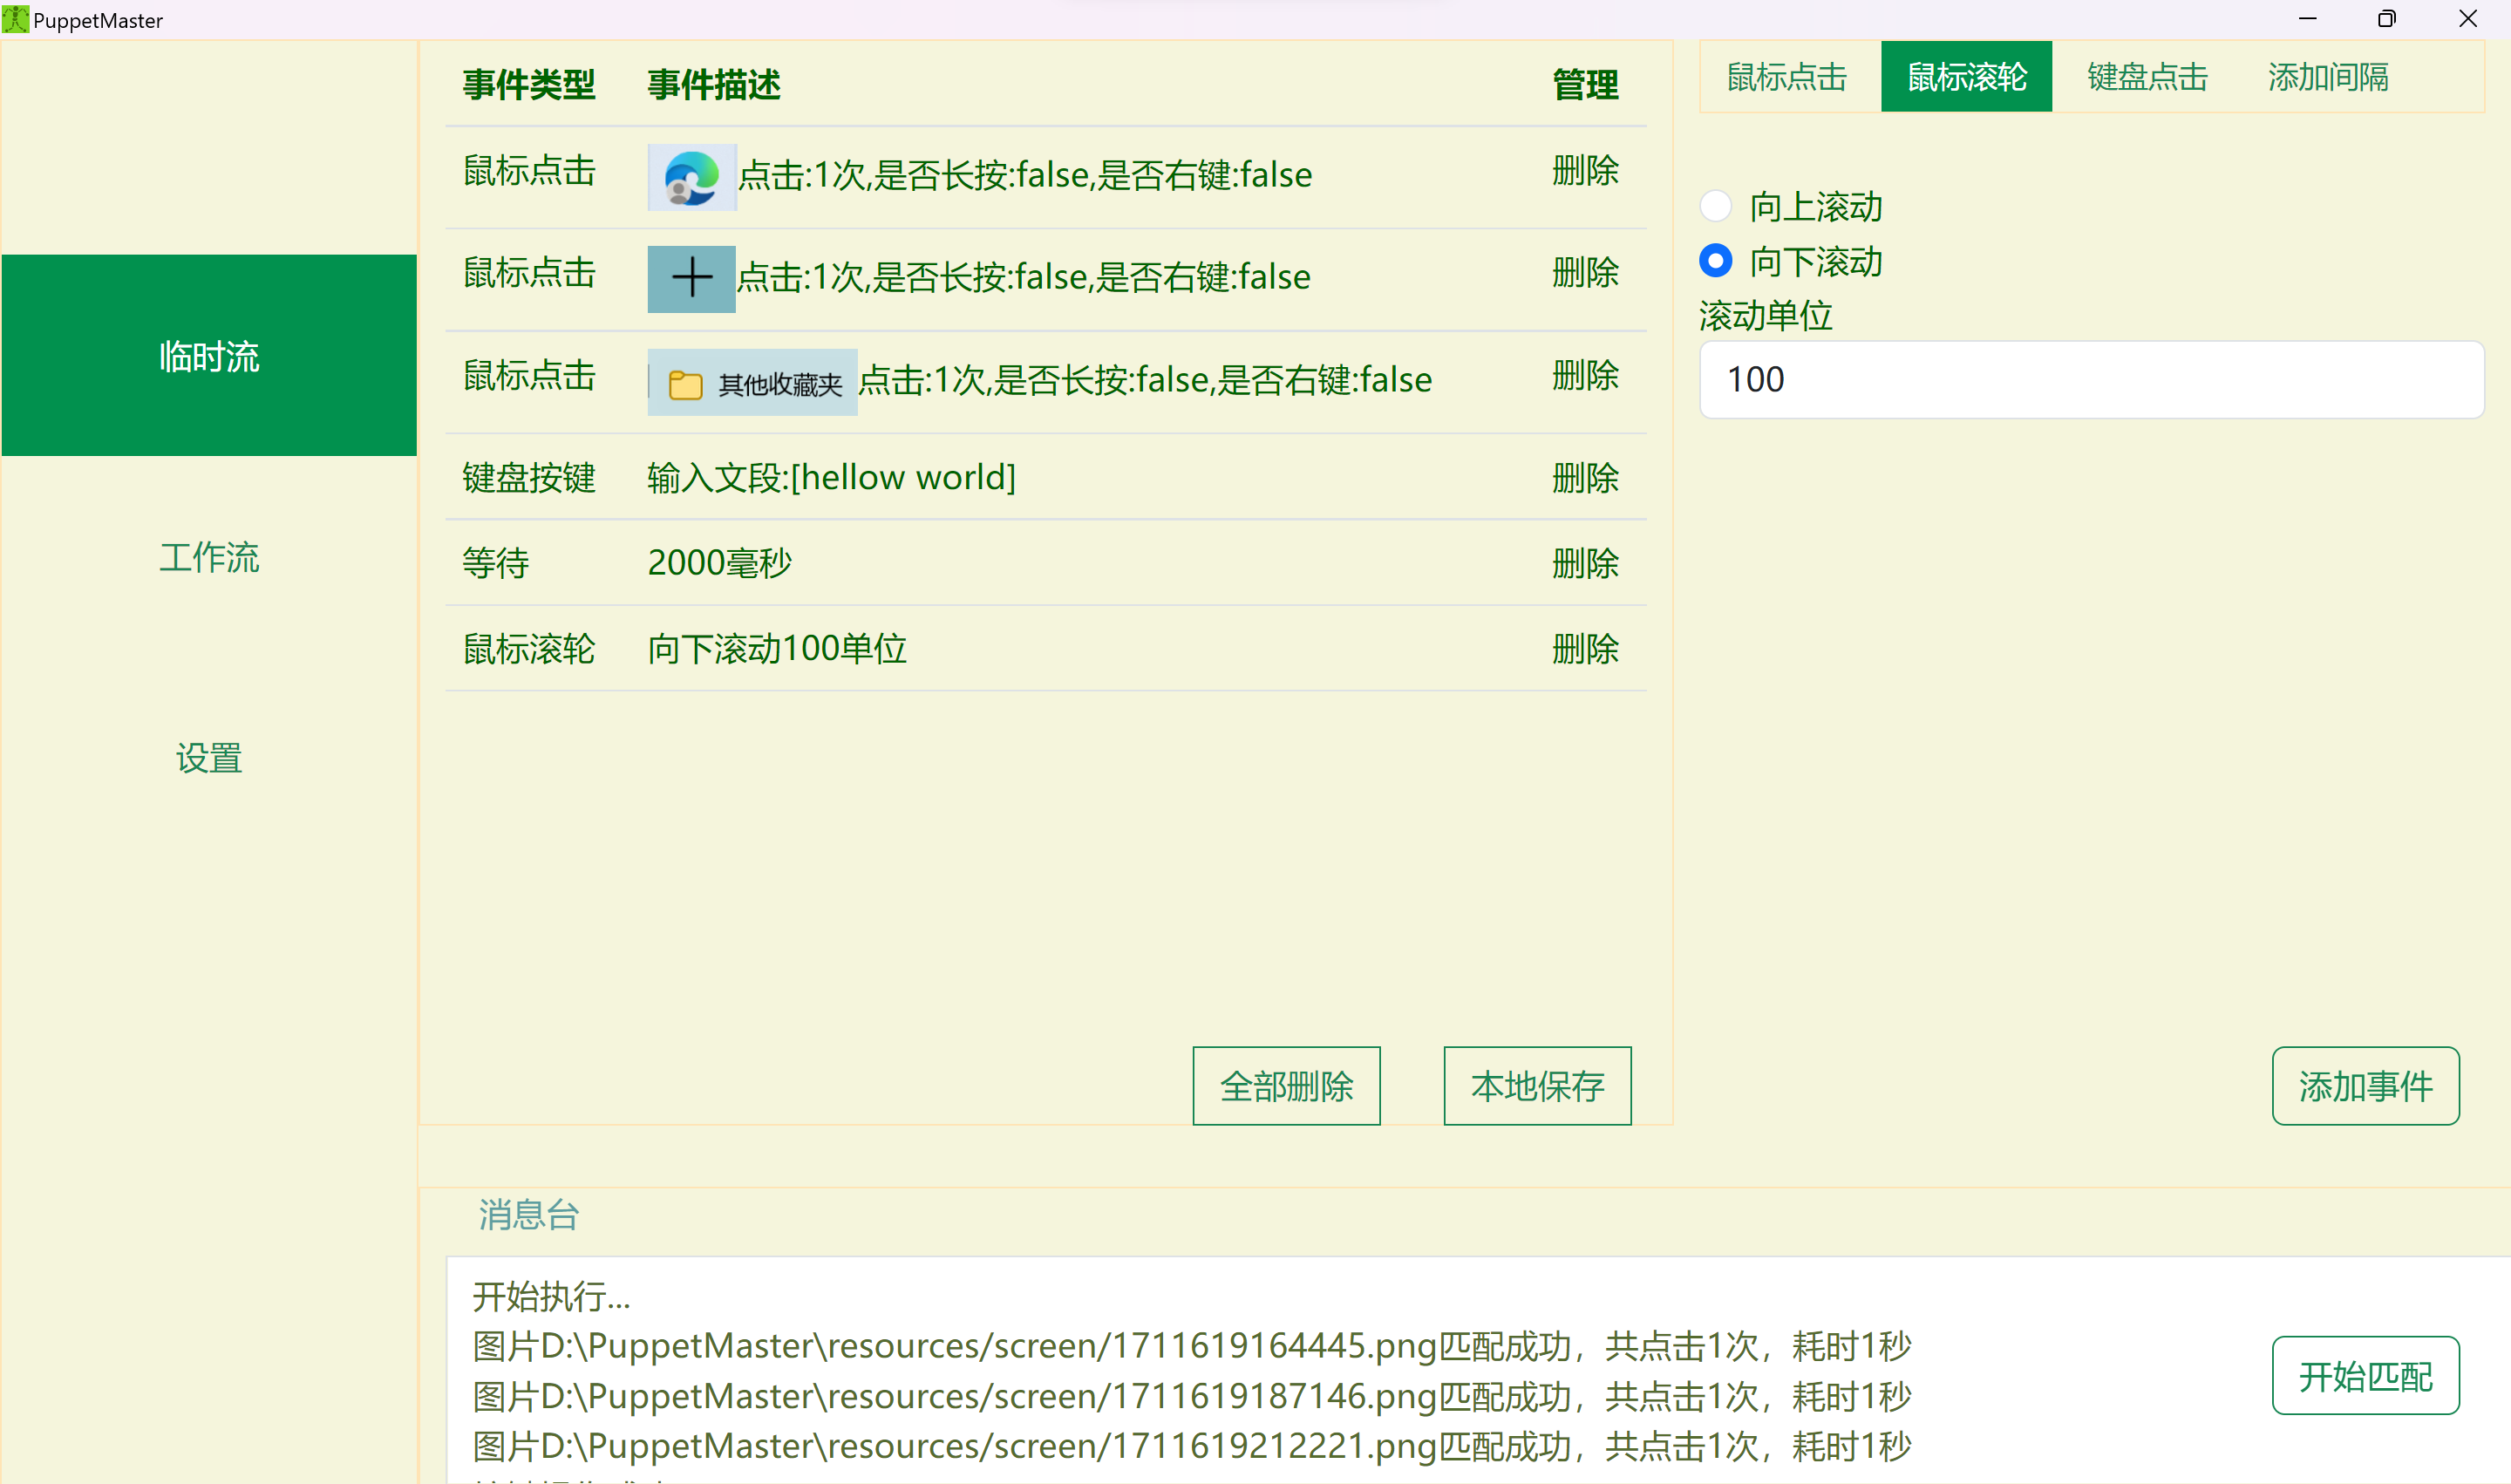 PuppetMaster
事件类型 事件描述 管理
鼠标点击 点击:1次,是否长按:false,是否右键:false 删除
鼠标点击 点击:1次,是否长按:false,是否右键:false 删除
鼠标点击 其他收藏夹 点击:1次,是否长按:false,是否右键:false 删除
键盘按键 输入文段:[hellow world] 删除
等待 2000毫秒 删除
鼠标滚轮 向下滚动100单位 删除
全部删除 本地保存
临时流
工作流
设置
鼠标点击 鼠标滚轮 键盘点击 添加间隔
向上滚动
向下滚动
滚动单位
100
添加事件
消息台
开始执行...
图片D:\PuppetMaster\resources/screen/1711619164445.png匹配成功，共点击1次，耗时1秒
图片D:\PuppetMaster\resources/screen/1711619187146.png匹配成功，共点击1次，耗时1秒
图片D:\PuppetMaster\resources/screen/1711619212221.png匹配成功，共点击1次，耗时1秒
开始匹配